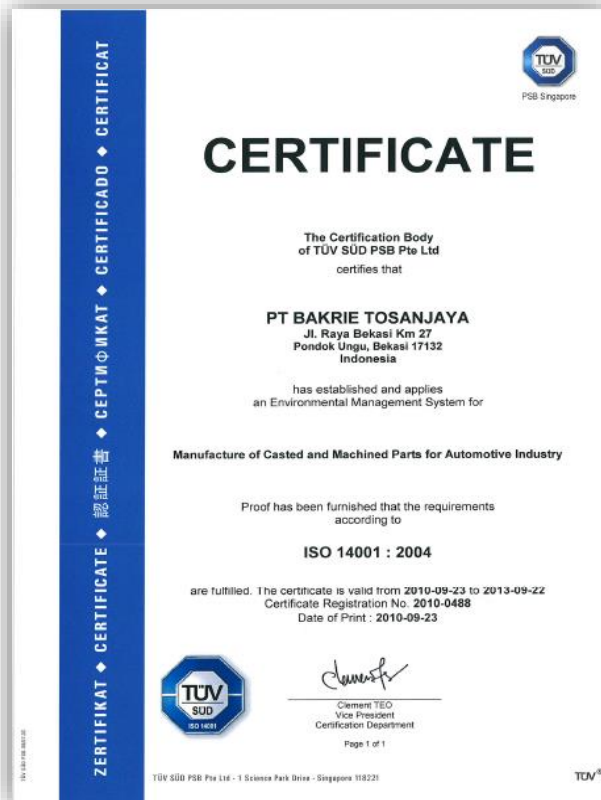 TÜV
SÜD
PSB Singapore
CERTIFICATE
The Certification Body
of TÜV SÜD PSB Pte Ltd
certifies that
PT BAKRIE TOSANJAYA
Jl. Raya Bekasi Km 27
Pondok Ungu, Bekasi 17132
Indonesia
has established and applies
an Environmental Management System for
Manufacture of Casted and Machined Parts for Automotive Industry
Proof has been furnished that the requirements
according to
ISO 14001 : 2004
are fulfilled. The certificate is valid from 2010-09-23 to 2013-09-22
Certificate Registration No. 2010-0488
Date of Print : 2010-09-23
TÜV
SÜD
ISO 14001
Clement TEO
Vice President
Certification Department
Page 1 of 1
TÜV SÜD PSB Pte Ltd - 1 Science Park Drive - Singapore 118221
TÜV®
ZERTIFIKAT ◆ CERTIFICATE ◆ 認証証書 ◆ СЕРТИФИКАТ ◆ CERTIFICADO ◆ CERTIFICAT